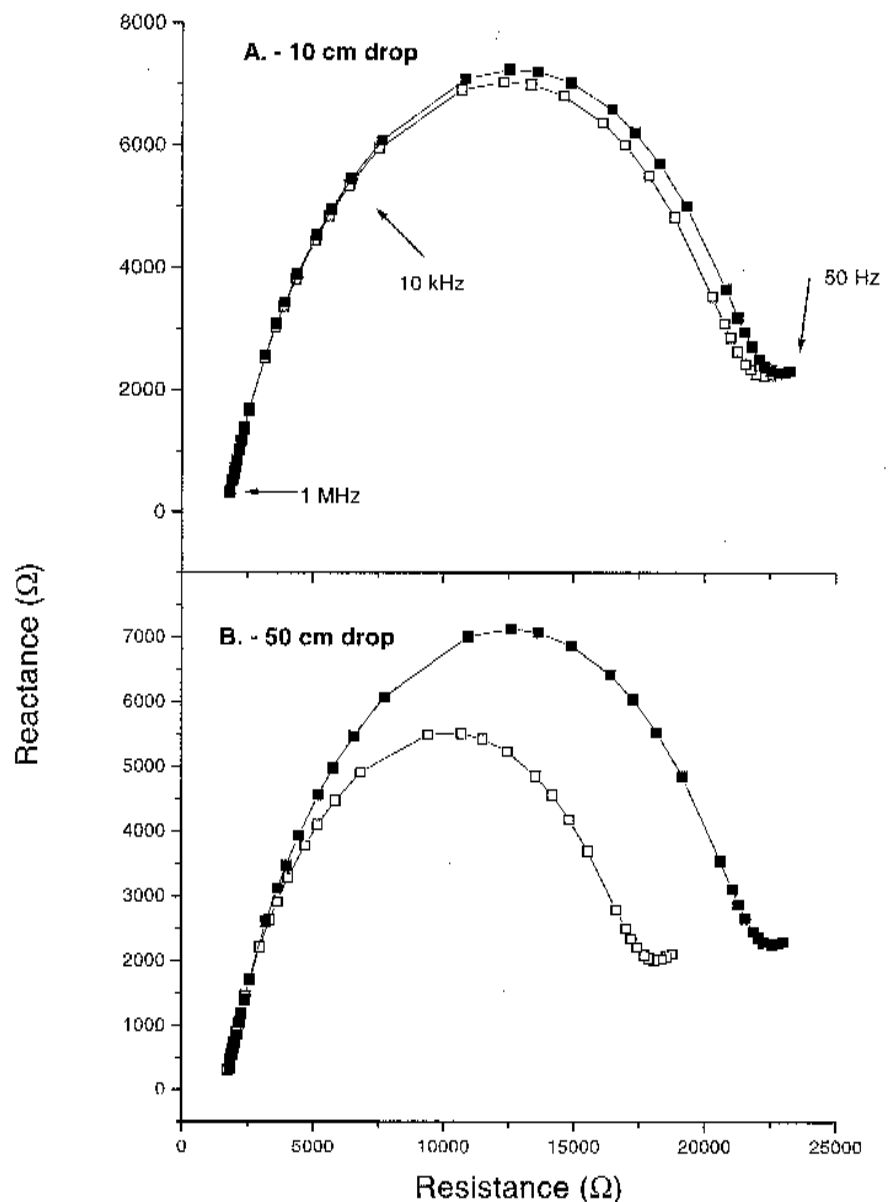 8000
A. - 10 cm drop
6000
4000
10 kHz
50 Hz
2000
1 MHz
0
Reactance (Ω)
B. - 50 cm drop
7000
6000
5000
4000
3000
2000
1000
0
0 5000 10000 15000 20000 25000
Resistance (Ω)